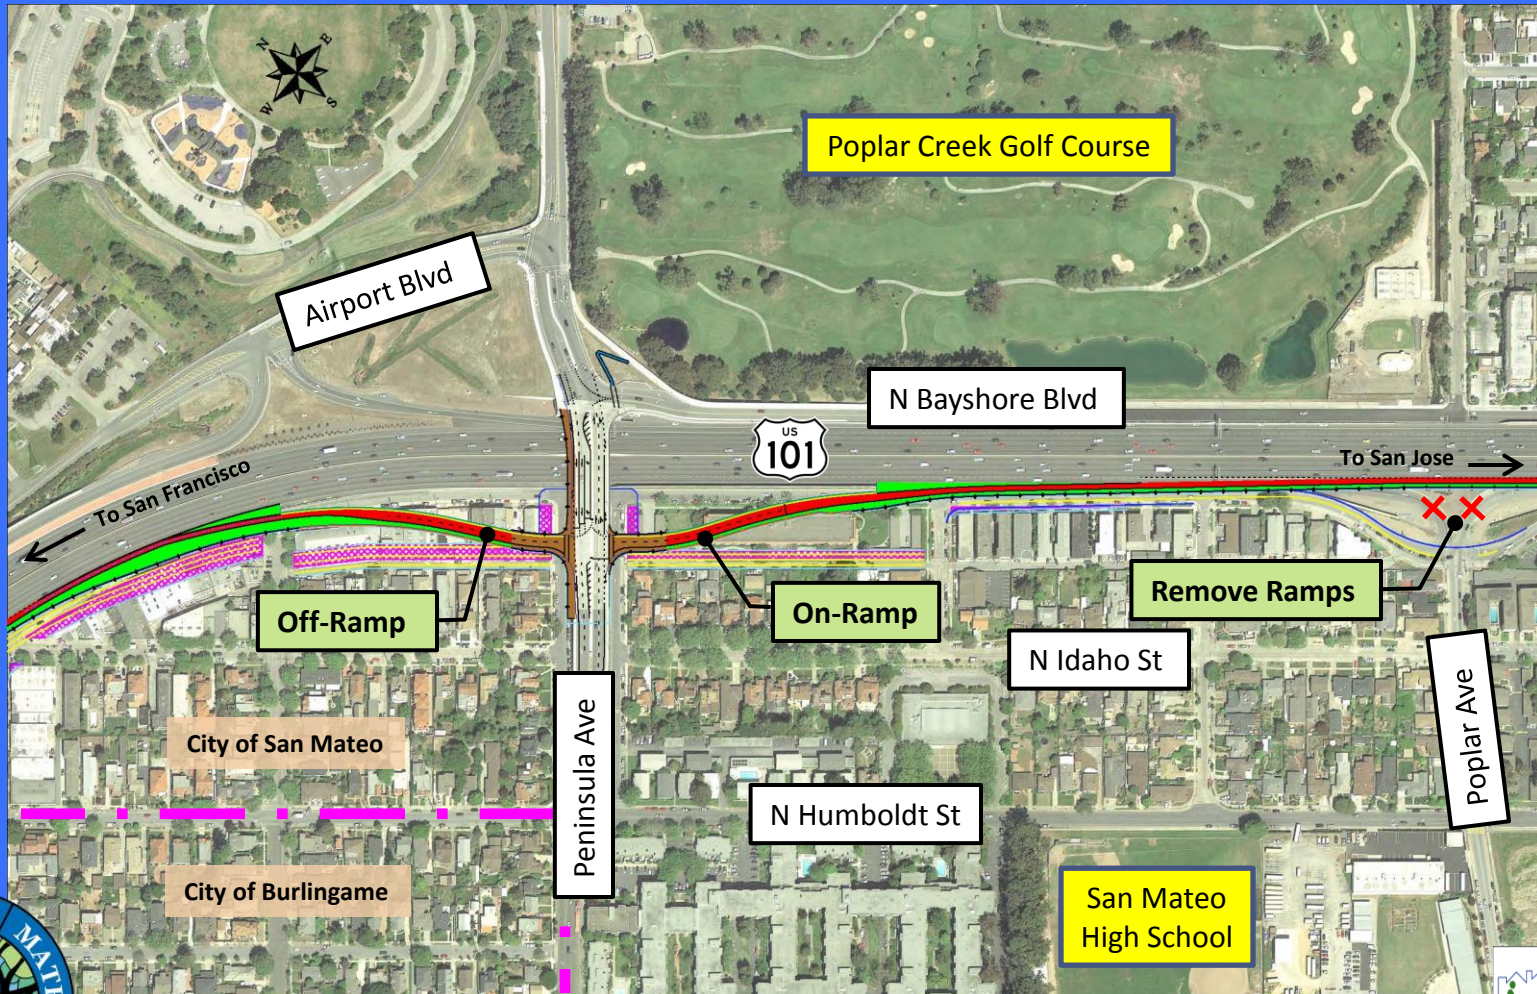 N
E
W
S
Poplar Creek Golf Course
Airport Blvd
N Bayshore Blvd
US
101
To San Jose
To San Francisco
Off-Ramp
On-Ramp
Remove Ramps
N Idaho St
Poplar Ave
Peninsula Ave
City of San Mateo
N Humboldt St
City of Burlingame
San Mateo
High School
MAT